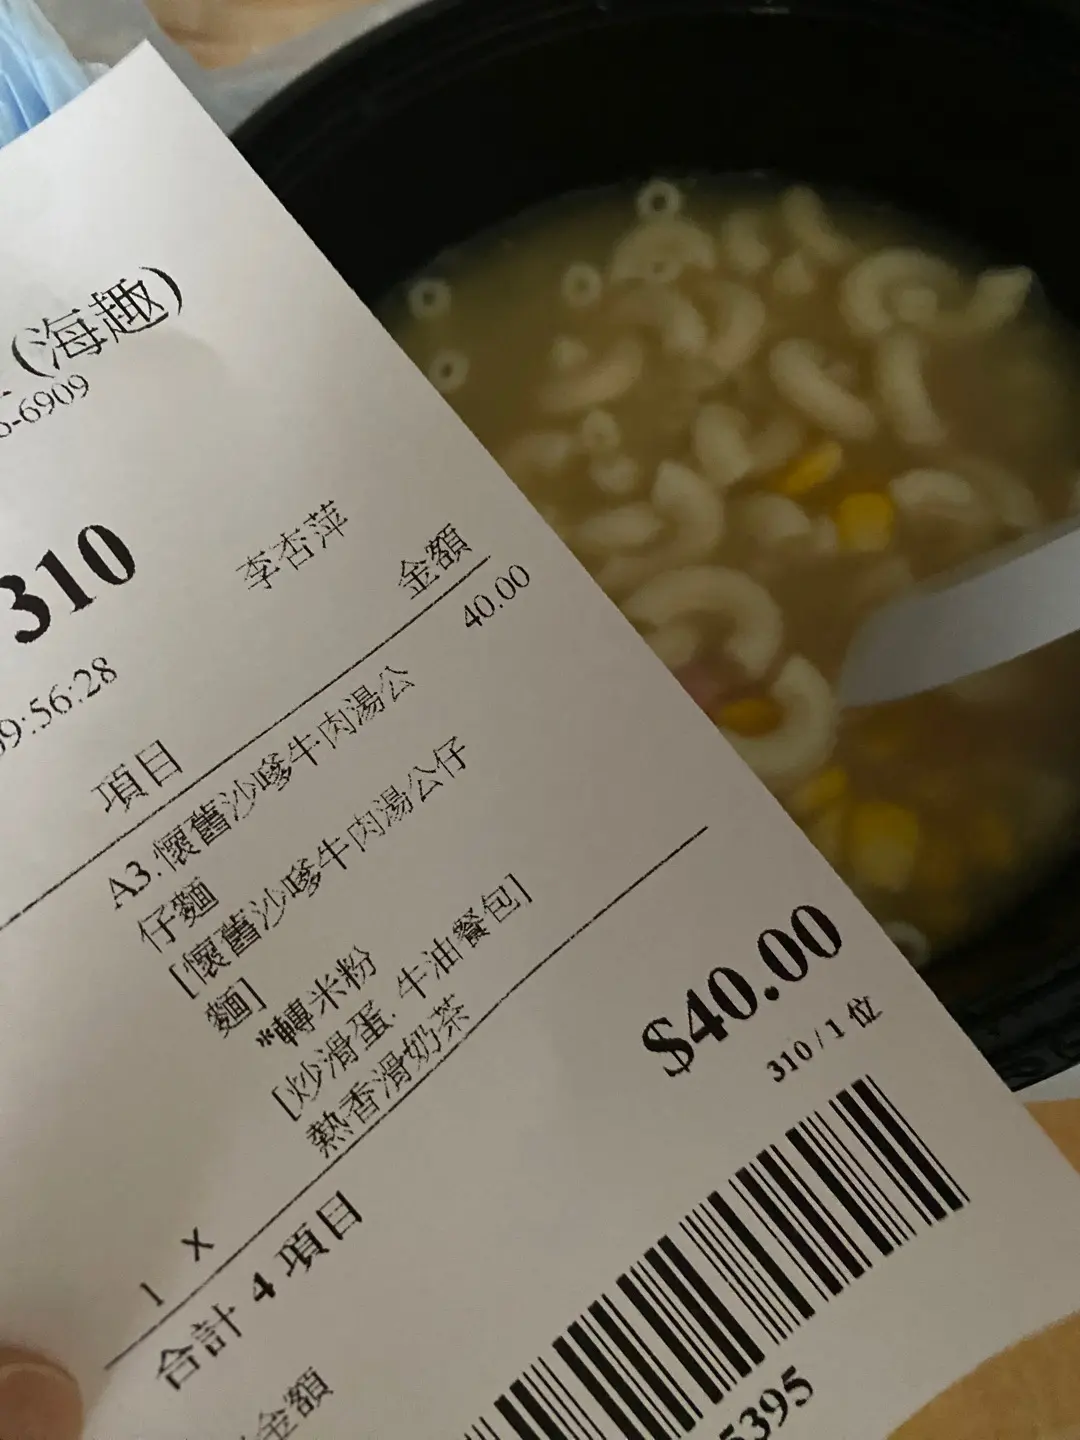 (海趣)
-6909
310
李杏萍
9:56:28
項目 金額
A3.懷舊沙嗲牛肉湯公 40.00
仔麵
[懷舊沙嗲牛肉湯公仔
麵]
*轉米粉
[炒滑蛋, 牛油餐包]
熱香滑奶茶
1 X
合計 4 項目
$40.00
310 / 1 位
金額
5395